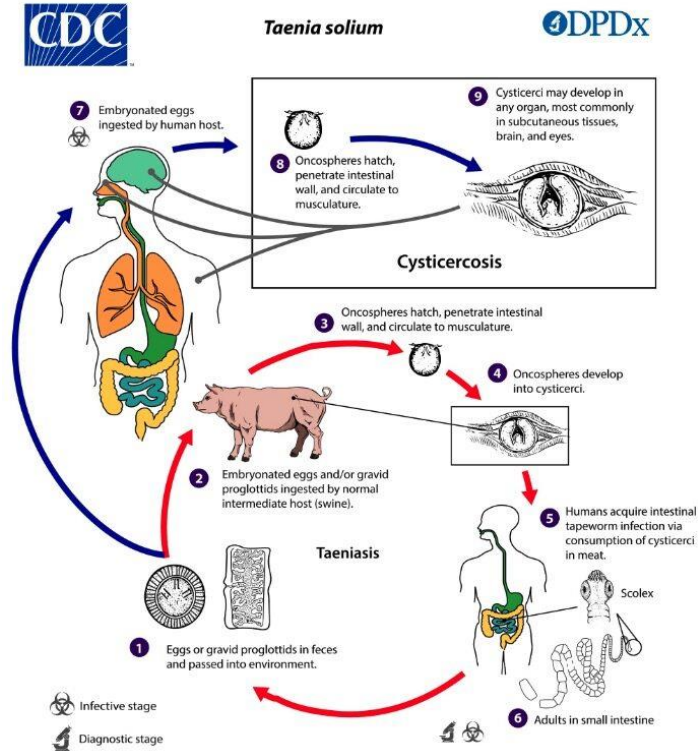 CDC
TM
Taenia solium
DPDx
7 Embryonated eggs
ingested by human host.
8 Oncospheres hatch,
penetrate intestinal
wall, and circulate to
musculature.
9 Cysticerci may develop in
any organ, most commonly
in subcutaneous tissues,
brain, and eyes.
Cysticercosis
3 Oncospheres hatch, penetrate intestinal
wall, and circulate to musculature.
4 Oncospheres develop
into cysticerci.
2 Embryonated eggs and/or gravid
proglottids ingested by normal
intermediate host (swine).
5 Humans acquire intestinal
tapeworm infection via
consumption of cysticerci
in meat.
Taeniasis
Scolex
1 Eggs or gravid proglottids in feces
and passed into environment.
6 Adults in small intestine
Infective stage
Diagnostic stage